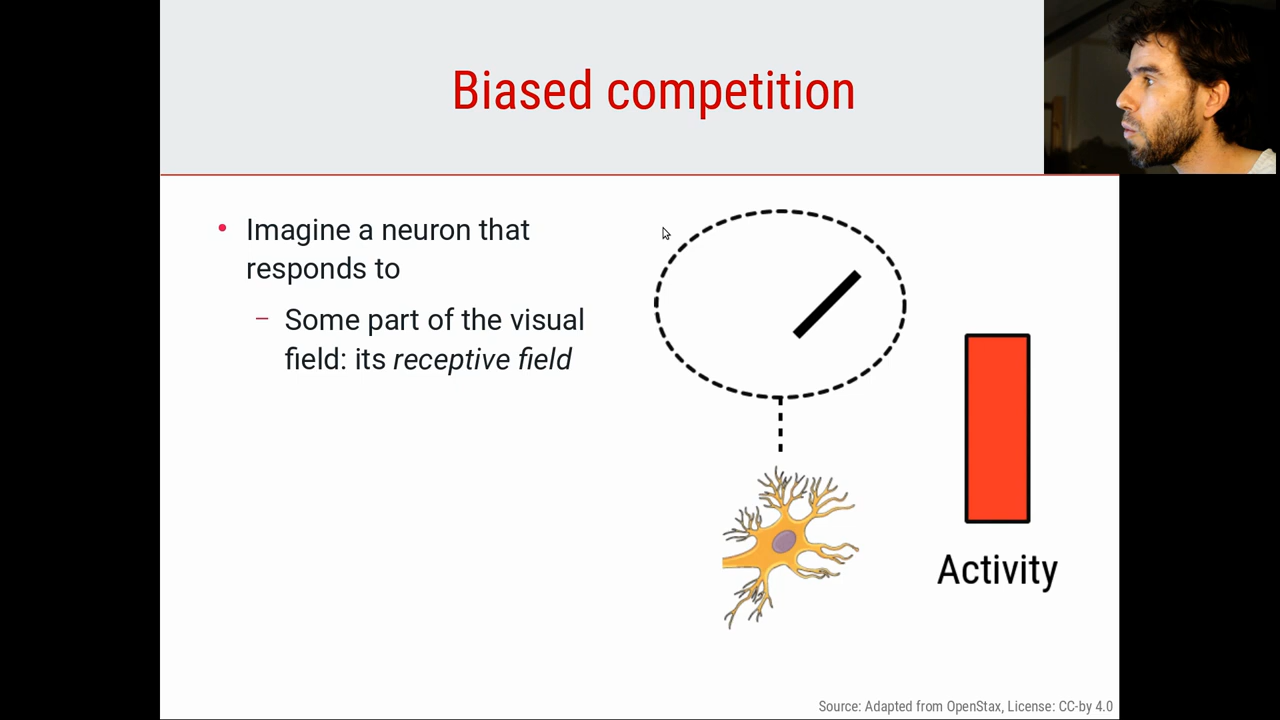 Biased competition
• Imagine a neuron that
responds to
– Some part of the visual
field: its receptive field
Activity
Source: Adapted from OpenStax, License: CC-by 4.0